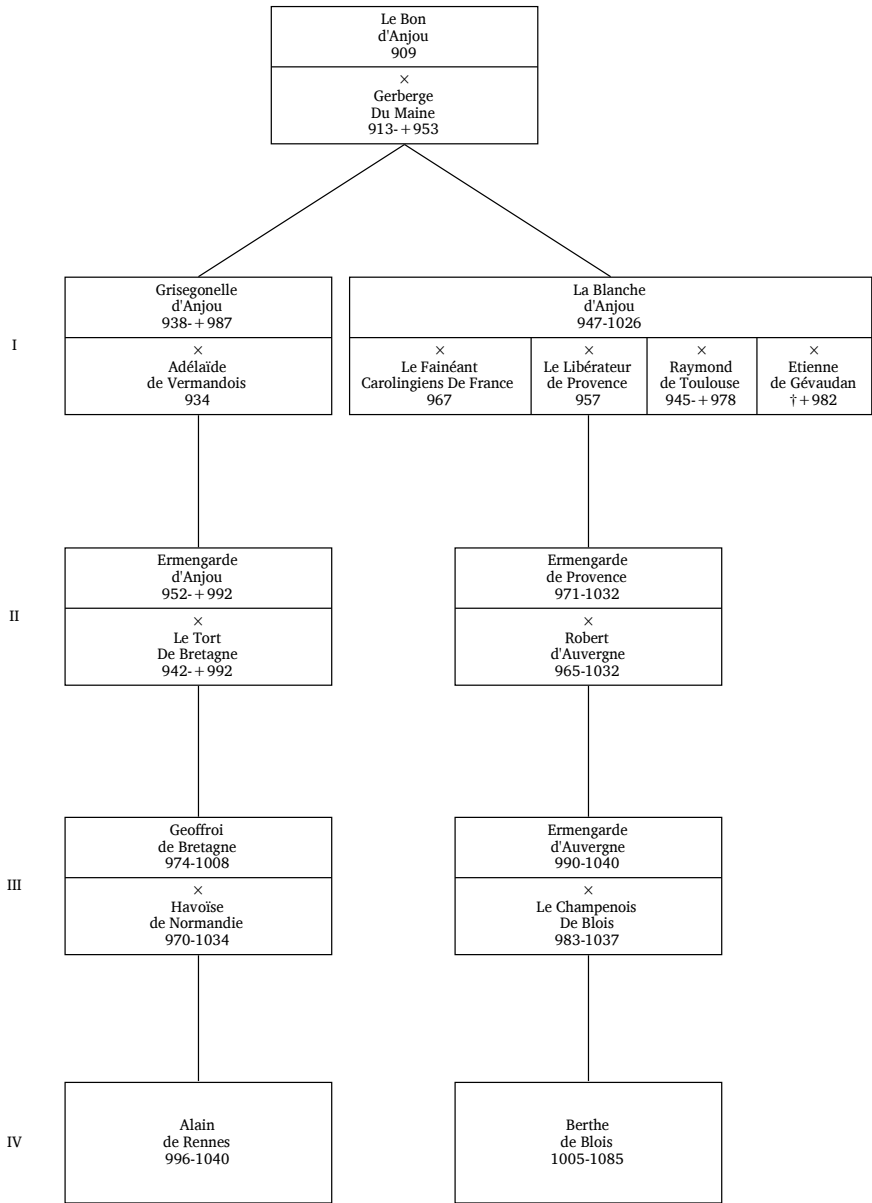 Le Bon
d'Anjou
909
×
Gerberge
Du Maine
913-+953
I
Grisegonelle
d'Anjou
938-+987
×
Adélaïde
de Vermandois
934
La Blanche
d'Anjou
947-1026
×
Le Fainéant
Carolingiens De France
967
×
Le Libérateur
de Provence
957
×
Raymond
de Toulouse
945-+978
×
Etienne
de Gévaudan
†+982
II
Ermengarde
d'Anjou
952-+992
×
Le Tort
De Bretagne
942-+992
Ermengarde
de Provence
971-1032
×
Robert
d'Auvergne
965-1032
III
Geoffroi
de Bretagne
974-1008
×
Havoïse
de Normandie
970-1034
Ermengarde
d'Auvergne
990-1040
×
Le Champenois
De Blois
983-1037
IV
Alain
de Rennes
996-1040
Berthe
de Blois
1005-1085